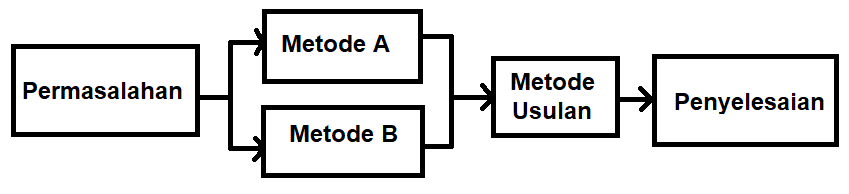 Permasalahan
Metode A
Metode B
Metode
Usulan
Penyelesaian